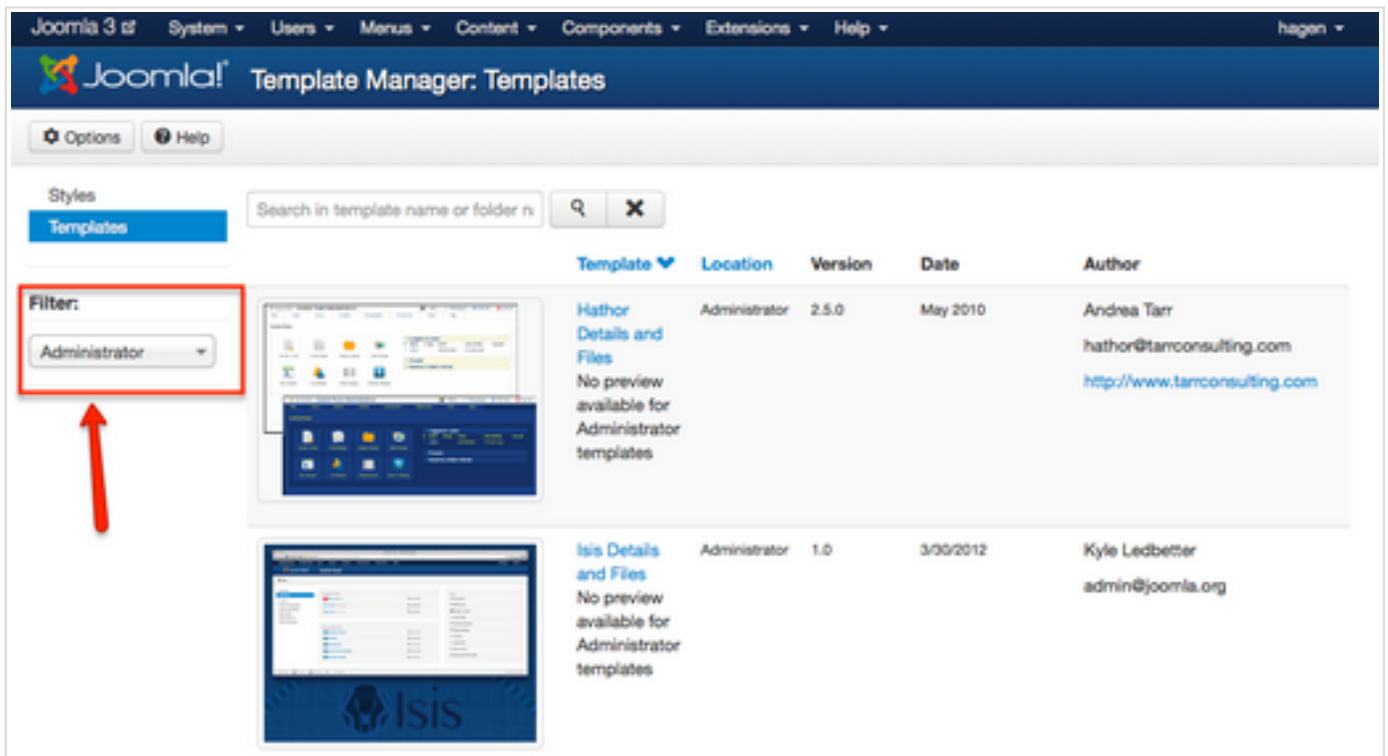 Joomla 3 System Users Menus Content Components Extensions Help hagen
Joomla! Template Manager: Templates
Options Help
Styles
Templates
Search in template name or folder n
Template Location Version Date Author
Filter:
Administrator
Hathor Details and Files
Administrator 2.5.0 May 2010 Andrea Tarr
hathor@tarrconsulting.com
http://www.tarrconsulting.com
No preview
available for
Administrator
templates
Isis Details
and Files
Administrator 1.0 3/30/2012 Kyle Ledbetter
admin@joomla.org
No preview
available for
Administrator
templates
Isis